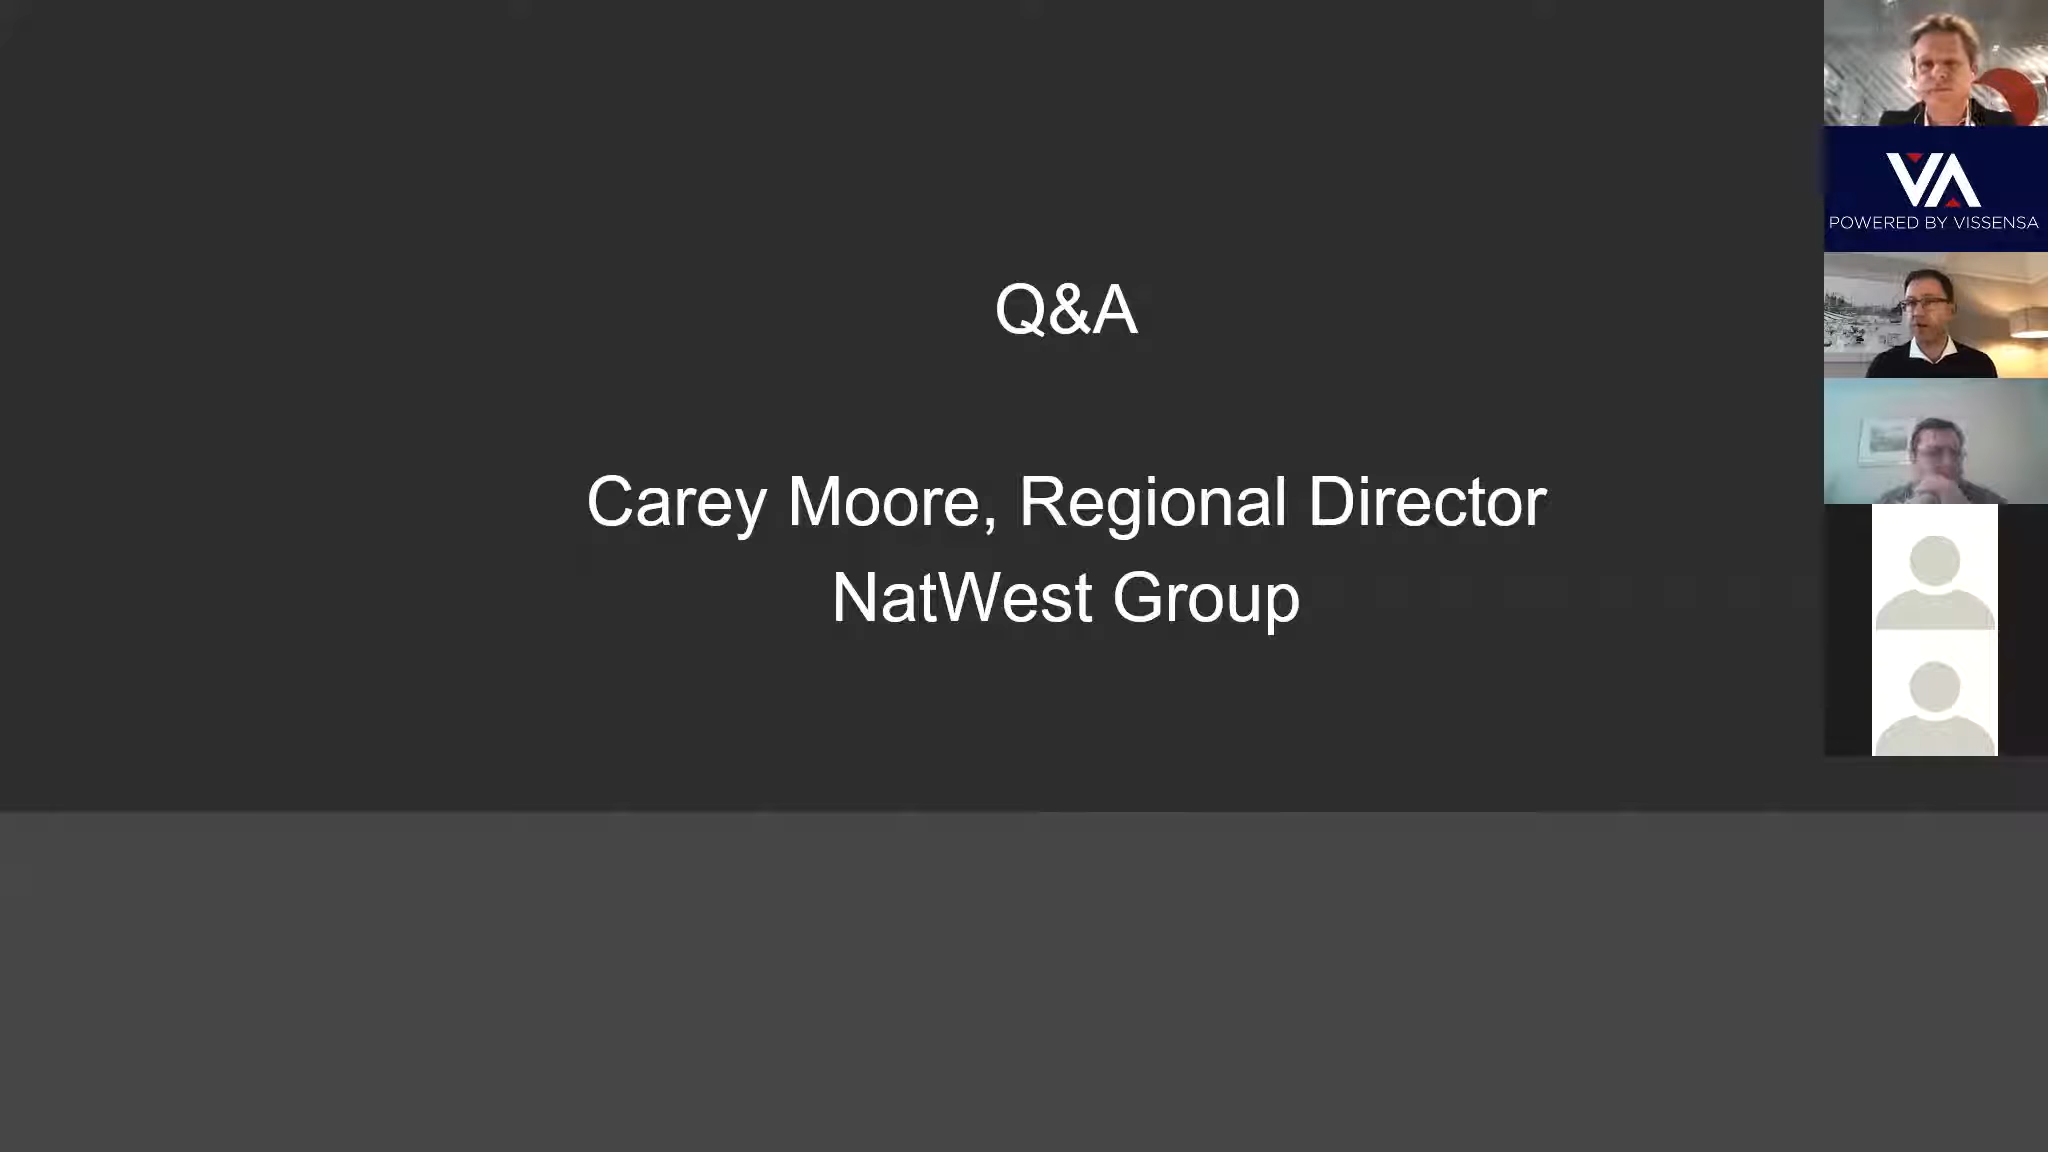 Q&A
Carey Moore, Regional Director
NatWest Group
VA
POWERED BY VISSENSA